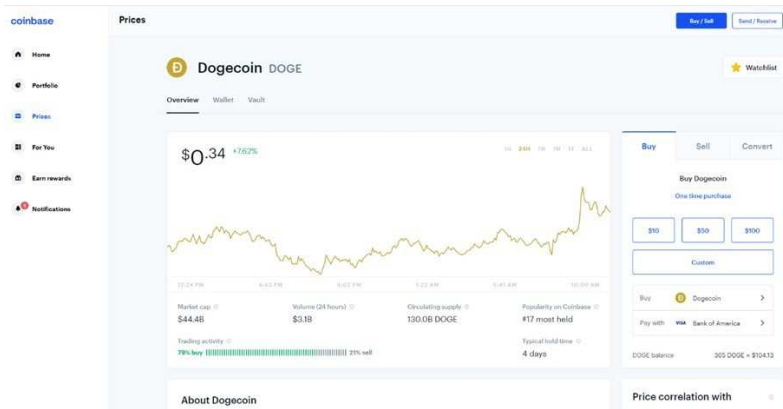 coinbase
Prices
Buy / Sell
Send / Receive
Home
Portfolio
Prices
For You
Earn rewards
Notifications
Dogecoin DOGE
Watchlist
Overview Wallet Vault
$0.34 +7.62%
24H
ALL
Market cap
Volume (24 hours)
Circulating supply
Popularity on Coinbase
$44.4B
$3.1B
130.0B DOGE
#17 most held
Trading activity
Typical hold time
79% buy
21% sell
4 days
About Dogecoin
Buy Sell Convert
Buy Dogecoin
One time purchase
$10 $50 $100
Custom
Buy Dogecoin
Pay with VISA Bank of America
DOGE balance
305 DOGE = $104.13
Price correlation with